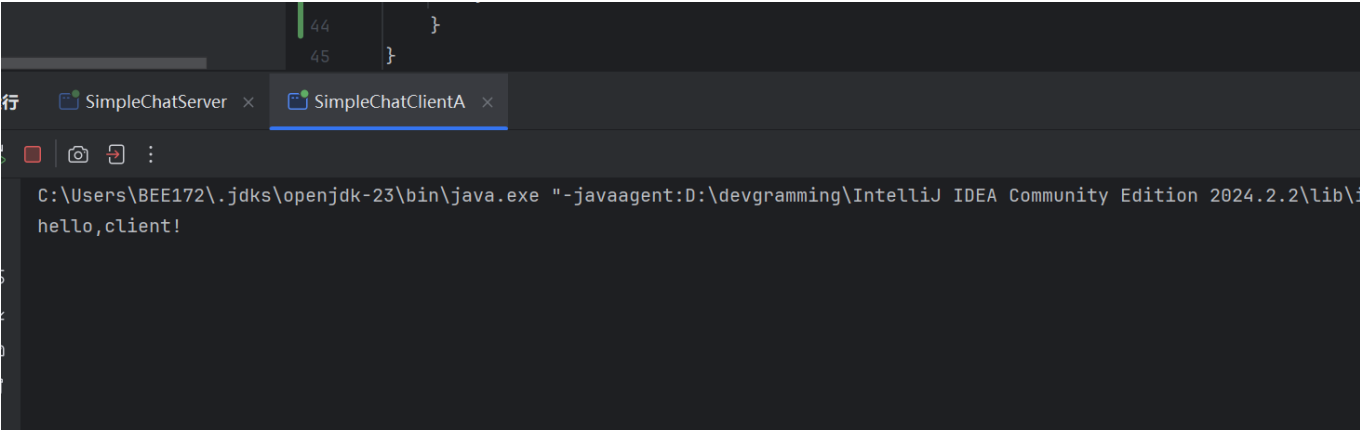 44 }
45 }
行 SimpleChatServer × SimpleChatClientA ×
C:\Users\BEE172\.jdks\openjdk-23\bin\java.exe "-javaagent:D:\devgramming\IntelliJ IDEA Community Edition 2024.2.2\lib\i
hello,client!